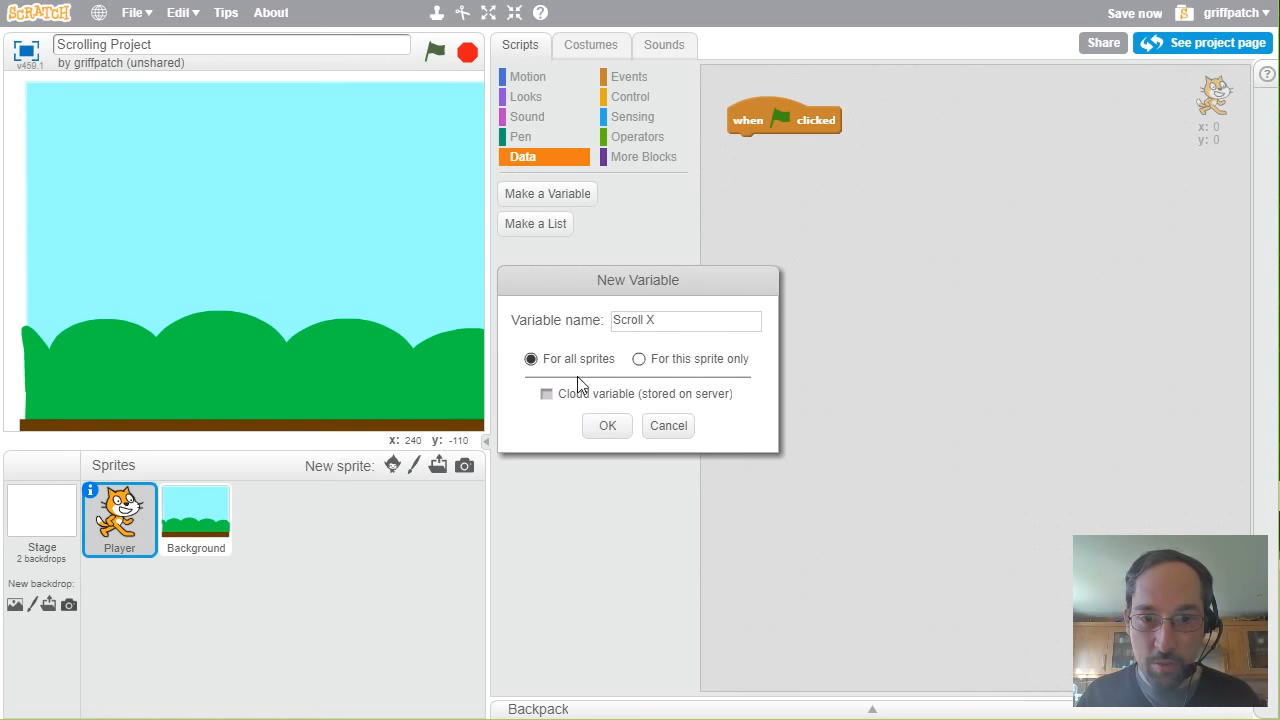 SCRATCH File Edit Tips About Save now griffpatch
v459.1 Scrolling Project
by griffpatch (unshared)
Scripts Costumes Sounds Share See project page
Motion Events
Looks Control
Sound Sensing
Pen Operators
Data More Blocks
Make a Variable
Make a List
when clicked
x: 0
y: 0
?
New Variable
Variable name: Scroll X
For all sprites For this sprite only
Cloud variable (stored on server)
OK Cancel
x: 240 y: -110
Sprites New sprite:
Stage
2 backdrops
New backdrop:
Player
Background
Backpack